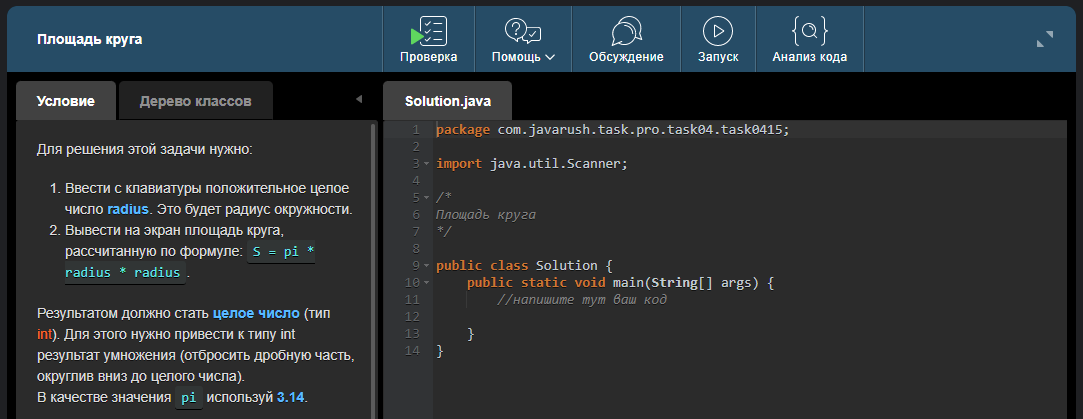 Площадь круга
Проверка
Помощь
Обсуждение
Запуск
Анализ кода
Условие
Дерево классов
Для решения этой задачи нужно:
1. Ввести с клавиатуры положительное целое
число radius. Это будет радиус окружности.
2. Вывести на экран площадь круга,
рассчитанную по формуле: S = pi *
radius * radius.
Результатом должно стать целое число (тип
int). Для этого нужно привести к типу int
результат умножения (отбросить дробную часть,
округлив вниз до целого числа).
В качестве значения pi используй 3.14.
Solution.java
1 package com.javarush.task.pro.task04.task0415;
2
3 import java.util.Scanner;
4
5 /*
6 Площадь круга
7 */
8
9 public class Solution {
10 public static void main(String[] args) {
11 //напишите тут ваш код
12
13 }
14 }